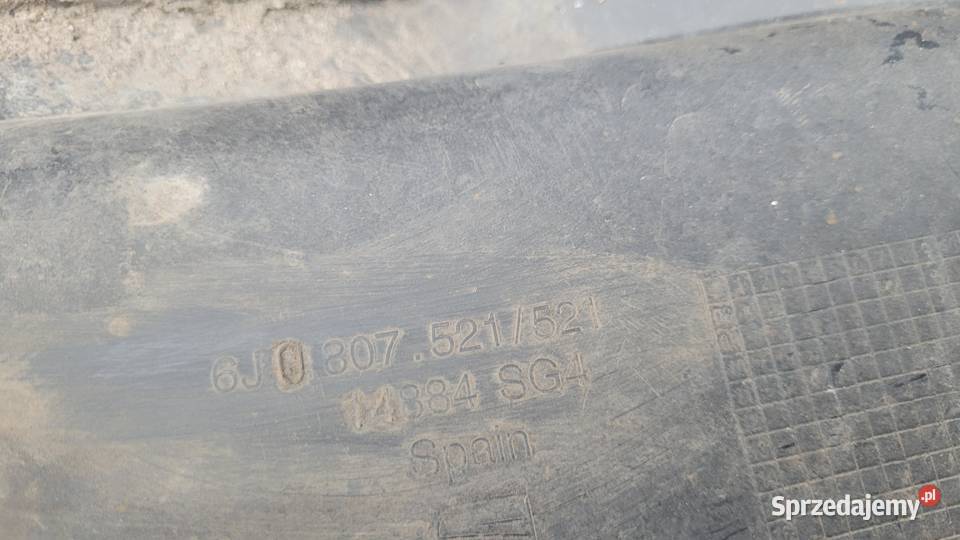 6J0 807.521/521
14884 SG4
Spain
Sprzedajemy.pl